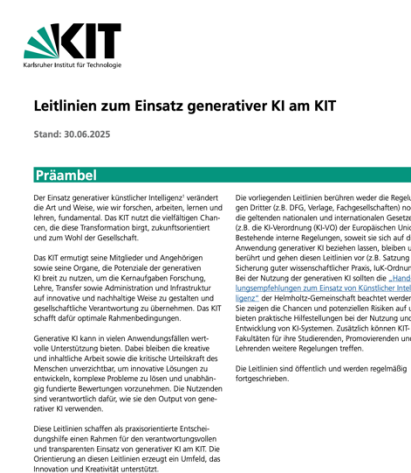 KIT
Karlsruher Institut für Technologie
Leitlinien zum Einsatz generativer KI am KIT
Stand: 30.06.2025
Präambel
Der Einsatz generativer künstlicher Intelligenz¹ verändert
die Art und Weise, wie wir forschen, arbeiten, lernen und
lehren, fundamental. Das KIT nutzt die vielfältigen Chan-
cen, die diese Transformation birgt, zukunftsorientiert
und zum Wohl der Gesellschaft.
Das KIT ermutigt seine Mitglieder und Angehörigen
sowie seine Organe, die Potenziale der generativen
KI breit zu nutzen, um die Kernaufgaben Forschung,
Lehre, Transfer sowie Administration und Infrastruktur
auf innovative und nachhaltige Weise zu gestalten und
gesellschaftliche Verantwortung zu übernehmen. Das KIT
schafft dafür optimale Rahmenbedingungen.
Generative KI kann in vielen Anwendungsfällen wert-
volle Unterstützung bieten. Dabei bleiben die kreative
und inhaltliche Arbeit sowie die kritische Urteilskraft des
Menschen unverzichtbar, um innovative Lösungen zu
entwickeln, komplexe Probleme zu lösen und unabhän-
gig fundierte Bewertungen vorzunehmen. Die Nutzenden
sind verantwortlich dafür, wie sie den Output von gene-
rativer KI verwenden.
Diese Leitlinien schaffen als praxisorientierte Entschei-
dungshilfe einen Rahmen für den verantwortungsvollen
und transparenten Einsatz von generativer KI am KIT. Die
Orientierung an diesen Leitlinien erzeugt ein Umfeld, das
Innovation und Kreativität unterstützt.
Die vorliegenden Leitlinien berühren weder die Regelu
gen Dritter (z.B. DFG, Verlage, Fachgesellschaften) no
die geltenden nationalen und internationalen Gesetze
(z.B. die KI-Verordnung (KI-VO) der Europäischen Unio
Bestehende interne Regelungen, soweit sie sich auf d
Anwendung generativer KI beziehen lassen, bleiben u
berührt und gehen diesen Leitlinien vor (z.B. Satzung
Sicherung guter wissenschaftlicher Praxis, IuK-Ordnun
Bei der Nutzung der generativen KI sollten die „Hand
lungsempfehlungen zum Einsatz von Künstlicher Intel
ligenz“ der Helmholtz-Gemeinschaft beachtet werden
Sie zeigen die Chancen und potenziellen Risiken auf u
bieten praktische Hilfestellungen bei der Nutzung und
Entwicklung von KI-Systemen. Zusätzlich können KIT-
Fakultäten für ihre Studierenden, Promovierenden und
Lehrenden weitere Regelungen treffen.
Die Leitlinien sind öffentlich und werden regelmäßig
fortgeschrieben.